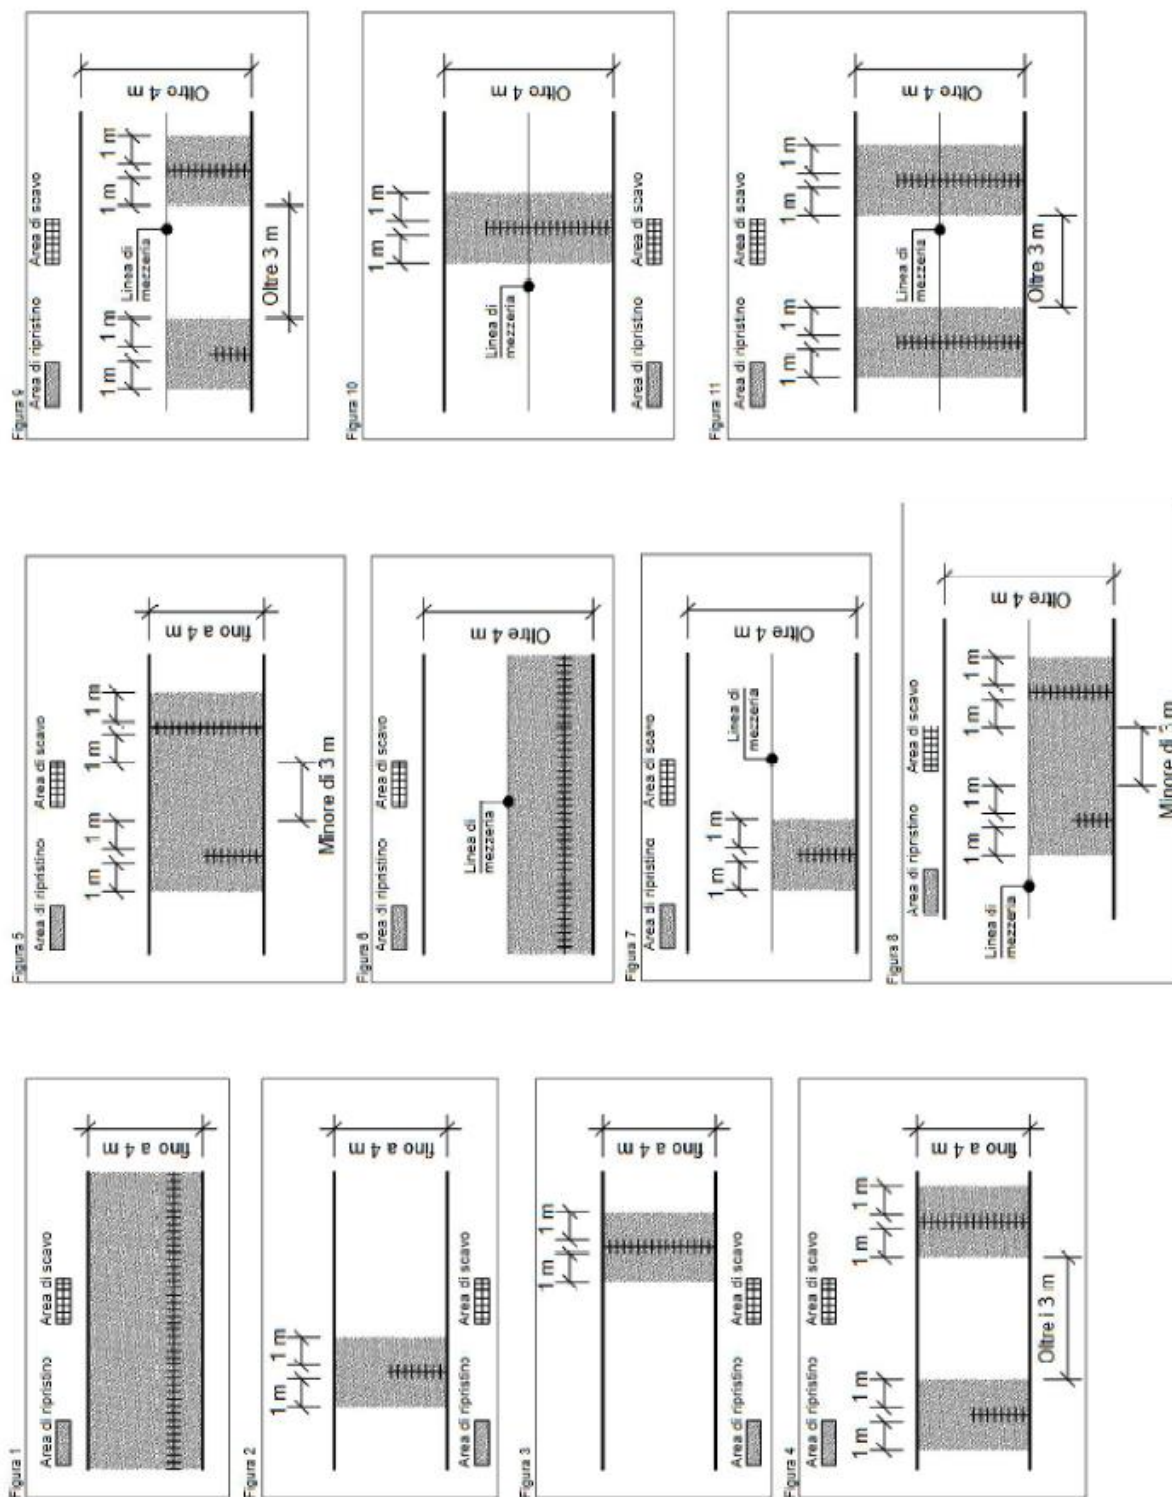 Figura 1
Area di ripristino Area di scavo
fino a 4 m
Figura 2
1 m 1 m
fino a 4 m
Area di ripristino Area di scavo
Figura 3
1 m 1 m
fino a 4 m
Area di ripristino Area di scavo
Figura 4
Area di ripristino Area di scavo
1 m 1 m 1 m 1 m
fino a 4 m
Oltre i 3 m
Figura 5
Area di ripristino Area di scavo
1 m 1 m 1 m 1 m
fino a 4 m
Minore di 3 m
Figura 6
Area di ripristino Area di scavo
Linea di
mezzeria
Oltre 4 m
Figura 7
Area di ripristino Area di scavo
1 m 1 m
Linea di
mezzeria
Oltre 4 m
Figura 8
Area di ripristino Area di scavo
Linea di
mezzeria
1 m 1 m 1 m 1 m
Oltre 4 m
Minore di 3 m
Figura 9
Area di ripristino Area di scavo
1 m 1 m 1 m 1 m
Linea di
mezzeria
Oltre 4 m
Oltre 3 m
Figura 10
1 m 1 m
Linea di
mezzeria
Oltre 4 m
Area di ripristino Area di scavo
Figura 11
Area di ripristino Area di scavo
1 m 1 m 1 m 1 m
Linea di
mezzeria
Oltre 4 m
Oltre 3 m